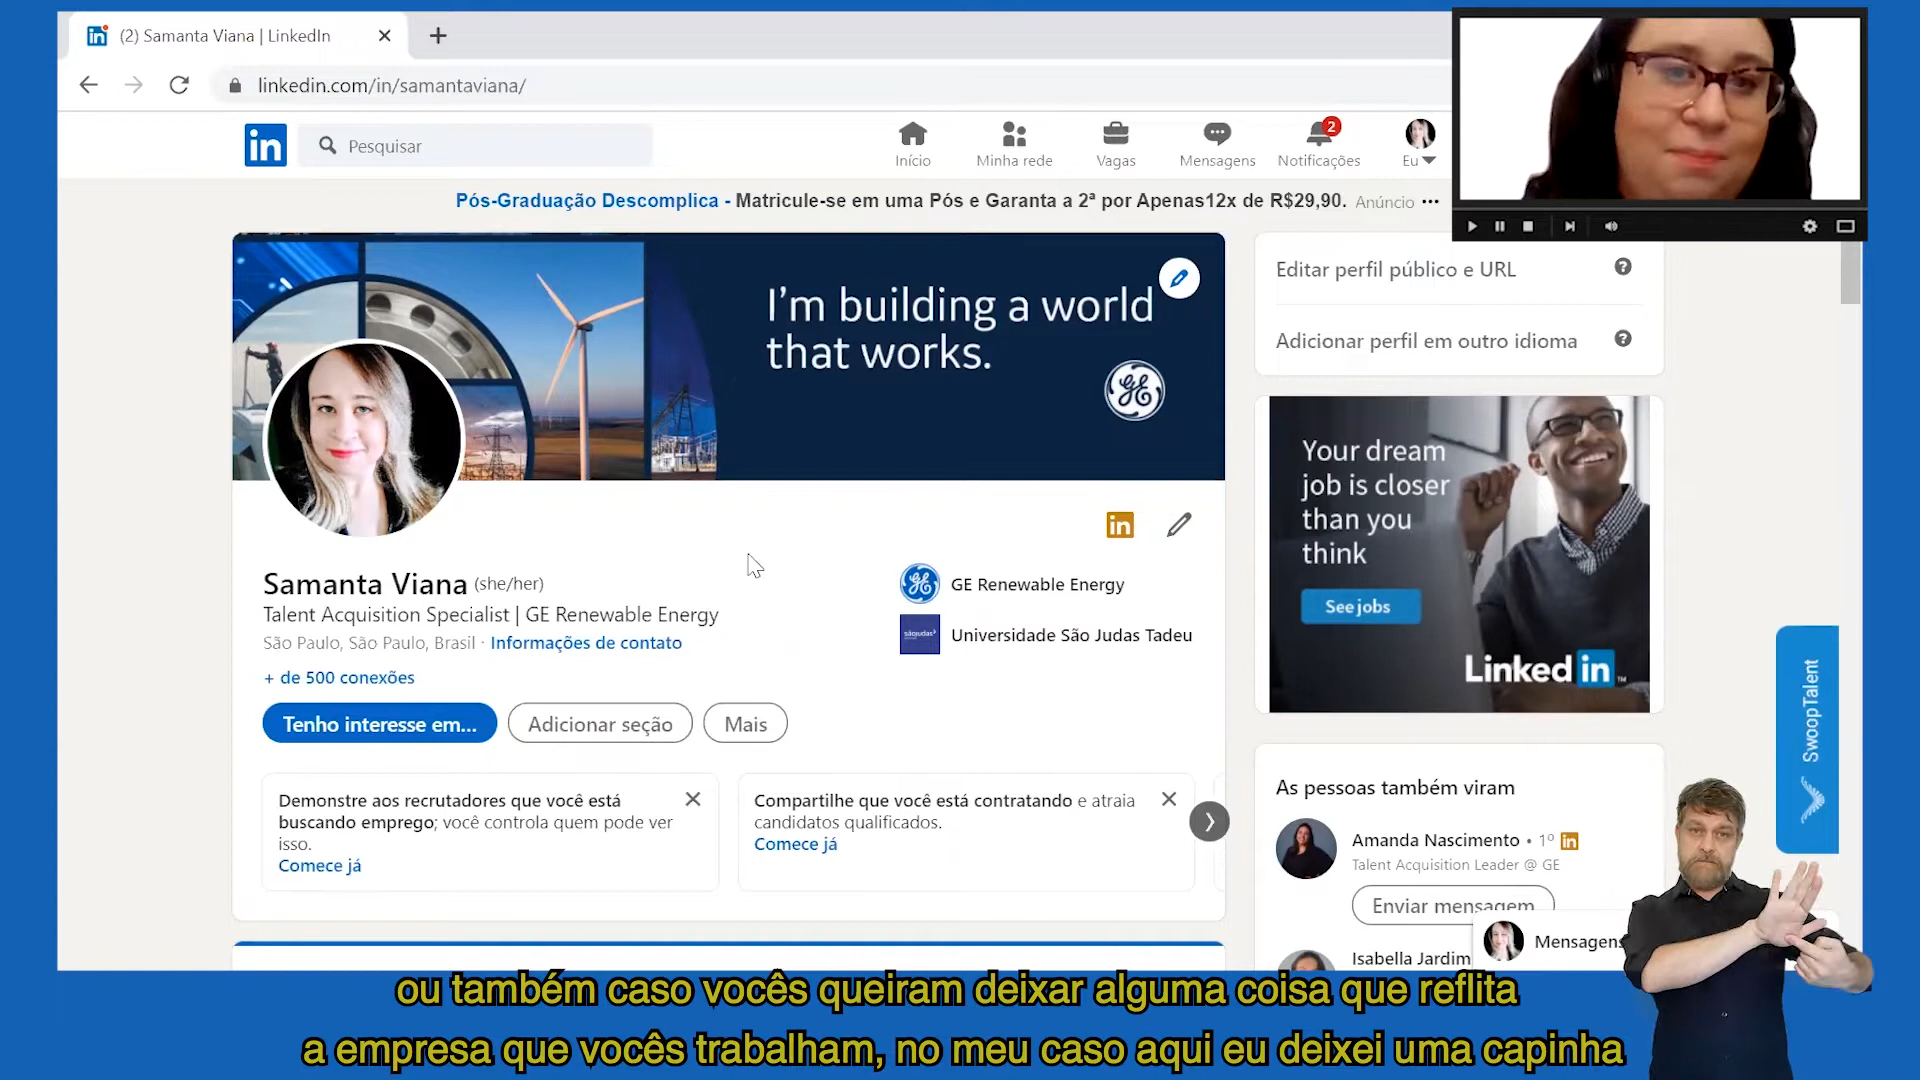 (2) Samanta Viana | LinkedIn
linkedin.com/in/samantaviana/
in
Pesquisar
Início
Minha rede
Vagas
Mensagens
2
Notificações
Eu
Pós-Graduação Descomplica - Matricule-se em uma Pós e Garanta a 2ª por Apenas12x de R$29,90. Anúncio
I'm building a world
that works.
GE
in
Samanta Viana (she/her)
Talent Acquisition Specialist | GE Renewable Energy
São Paulo, São Paulo, Brasil · Informações de contato
+ de 500 conexões
GE Renewable Energy
sãojudas
Universidade São Judas Tadeu
Tenho interesse em...
Adicionar seção
Mais
Demonstre aos recrutadores que você está
buscando emprego; você controla quem pode ver
isso.
Comece já
Compartilhe que você está contratando e atraia
candidatos qualificados.
Comece já
Editar perfil público e URL
Adicionar perfil em outro idioma
Your dream
job is closer
than you
think
See jobs
Linked in
SwoopTalent
As pessoas também viram
Amanda Nascimento • 1º in
Talent Acquisition Leader @ GE
Enviar mensagem
Isabella Jardim
Mensagens
ou também caso vocês queiram deixar alguma coisa que reflita
a empresa que vocês trabalham, no meu caso aqui eu deixei uma capinha